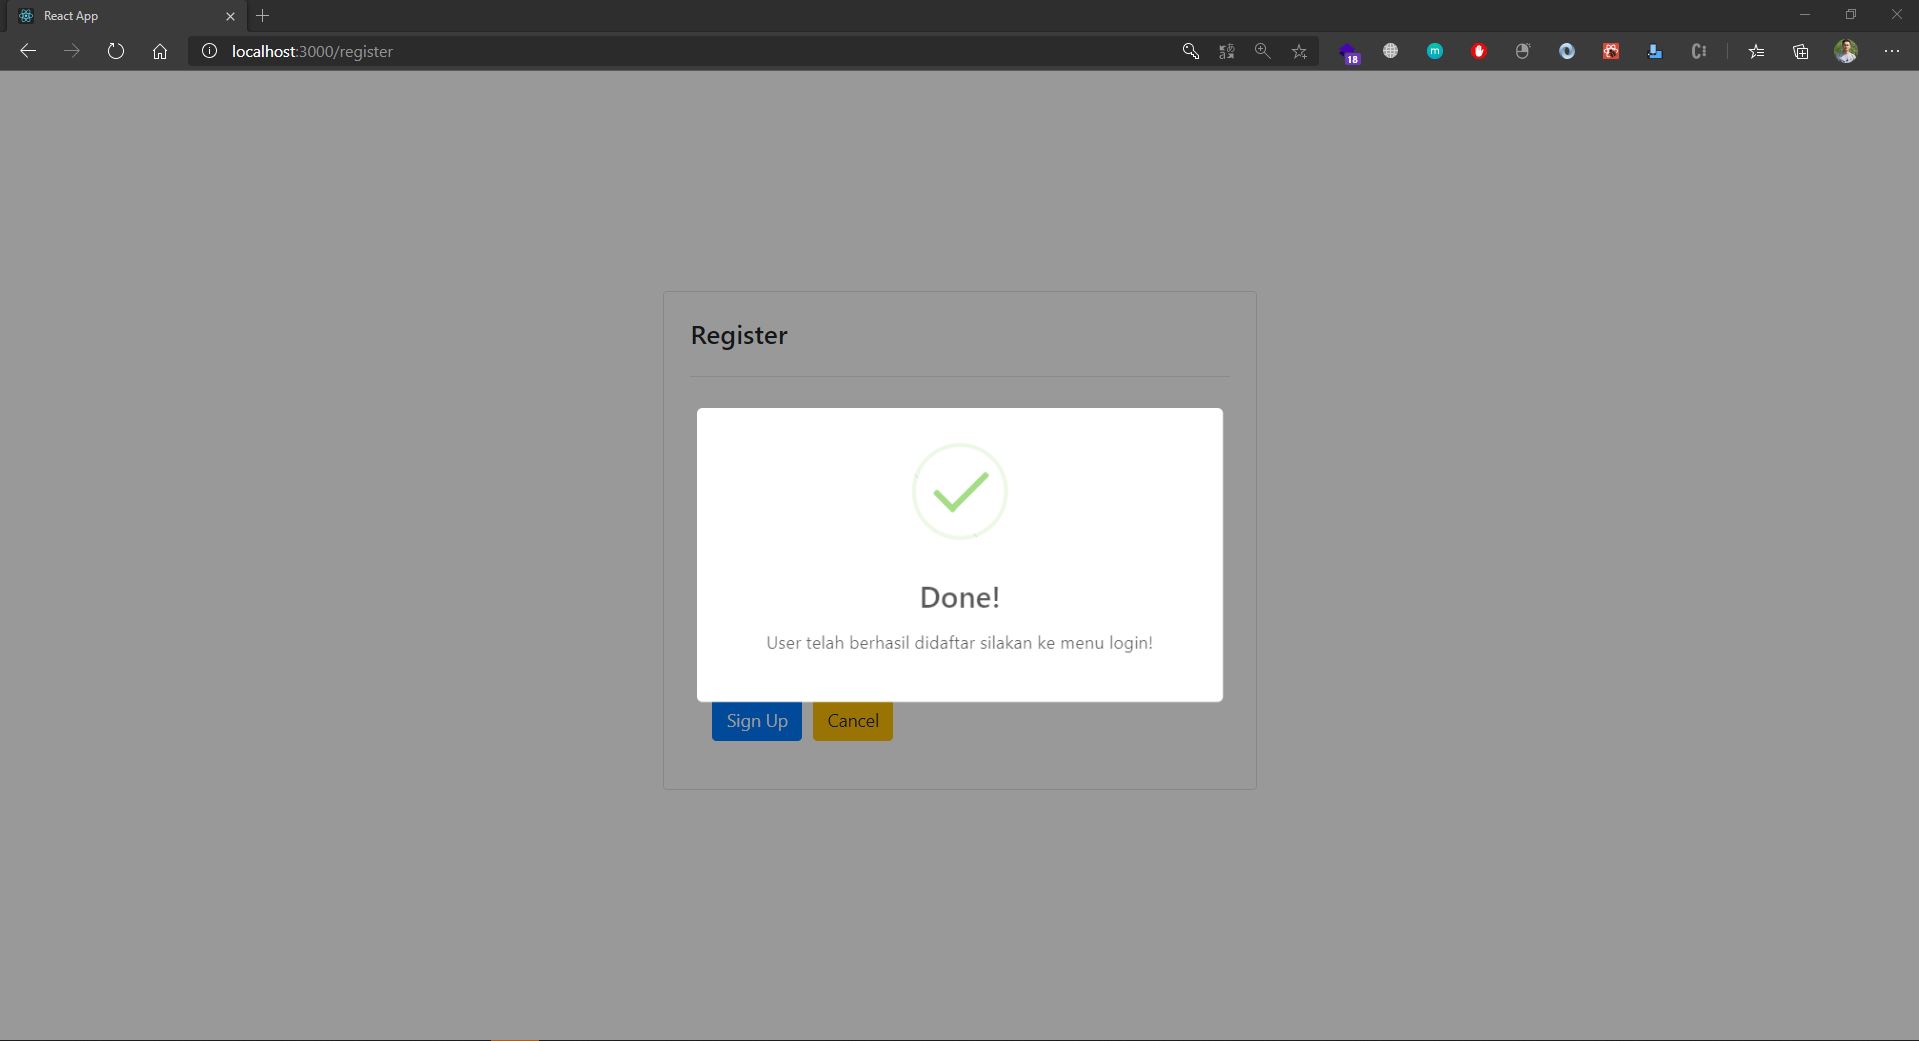 React App
localhost:3000/register
18
m
Register
Done!
User telah berhasil didaftar silakan ke menu login!
Sign Up
Cancel